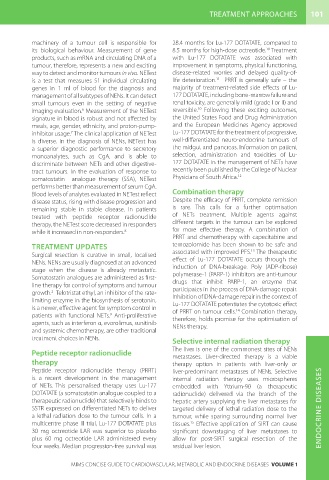 TREATMENT APPROACHES 101
machinery of a tumour cell is responsible for
its biological behaviour. Measurement of gene
products, such as mRNA and circulating DNA of a
tumour, therefore, represents a new and exciting
way to detect and monitor tumours in vivo. NETest
is a test that measures 51 individual circulating
genes in 1 ml of blood for the diagnosis and
management of all subtypes of NENs. It can detect
small tumours even in the setting of negative
imaging evaluation. Measurement of the NETest
signature in blood is robust and not affected by
meals, age, gender, ethnicity, and proton-pump
inhibitor usage. The clinical application of NETest
is diverse. In the diagnosis of NENs, NETest has
a superior diagnostic performance to secretory
monoanalytes, such as CgA, and is able to
discriminate between NETs and other digestive-
tract tumours. In the evaluation of response to
somatostatin analogue therapy (SSA), NETest
performs better than measurement of serum CgA.
Blood levels of analytes evaluated in NETest reflect
disease status, rising with disease progression and
remaining stable in stable disease. In patients
treated with peptide receptor radionuclide
therapy, the NETest score decreased in responders
while it increased in non-responders.
TREATMENT UPDATES
Surgical resection is curative in small, localised
NENs. NENs are usually diagnosed at an advanced
stage when the disease is already metastatic.
Somatostatin analogues are administered as first-
line therapy for control of symptoms and tumour
growth. Telotristat ethyl, an inhibitor of the rate-
limiting enzyme in the biosynthesis of serotonin,
is a newer, effective agent for symptom control in
patients with functional NETs. Anti-proliferative
agents, such as interferon α, everolimus, sunitinib
and systemic chemotherapy, are other traditional
treatment choices in NENs.
Peptide receptor radionuclide
therapy
Peptide receptor radionuclide therapy (PRRT)
is a recent development in the management
of NETs. This personalised therapy uses Lu-177
DOTATATE (a somatostatin analogue coupled to a
therapeutic radionuclide) that selectively binds to
SSTR expressed on differentiated NETs to deliver
a lethal radiation dose to the tumour cells. In a
multicentre phase III trial, Lu-177 DOTATATE plus
30 mg octreotide LAR was superior to placebo
plus 60 mg octreotide LAR administered every
four weeks. Median progression-free survival was
28.4 months for Lu-177 DOTATATE, compared to
8.5 months for high-dose octreotide. Treatment
with Lu-177 DOTATATE was associated with
improvement in symptoms, physical functioning,
disease-related worries and delayed quality-of-
life deterioration. PRRT is generally safe – the
majority of treatment-related side effects of Lu-
177 DOTATATE, including bone-marrow failure and
renal toxicity, are generally mild (grade I or II) and
reversible. Following these exciting outcomes,
the United States Food and Drug Administration
and the European Medicines Agency approved
Lu-177 DOTATATE for the treatment of progressive,
well-differentiated neuroendocrine tumours of
the midgut and pancreas. Information on patient
selection, administration and toxicities of Lu-
177 DOTATATE in the management of NETs have
recently been published by the College of Nuclear
Physicians of South Africa.
Combination therapy
Despite the efficacy of PRRT, complete remission
is rare. This calls for a further optimisation
of NETs treatment. Multiple agents against
different targets in the tumour can be explored
for more effective therapy. A combination of
PRRT and chemotherapy with capecitabine and
temozolomide has been shown to be safe and
associated with improved PFS. The therapeutic
effect of Lu-177 DOTATATE occurs through the
induction of DNA-breakage. Poly (ADP-ribose)
polymerase-1 (PARP-1) inhibitors are anti-tumour
drugs that inhibit PARP-1, an enzyme that
participates in the process of DNA-damage repair.
Inhibition of DNA-damage repair in the context of
Lu-177 DOTATATE potentiates the cytotoxic effect
of PRRT on tumour cells. Combination therapy,
therefore, holds promise for the optimisation of
NENs therapy.
Selective internal radiation therapy
The liver is one of the commonest sites of NENs
metastases. Liver-directed therapy is a viable
therapy option in patients with liver-only or
liver-predominant metastases of NENs. Selective
internal radiation therapy uses microspheres
embedded with Yttrium-90 (a therapeutic
radionuclide) delivered via the branch of the
hepatic artery supplying the liver metastases for
targeted delivery of lethal radiation dose to the
tumour, while sparing surrounding normal liver
tissues. Effective application of SIRT can cause
significant downstaging of liver metastases to
allow for post-SIRT surgical resection of the
residual liver lesion.
ENDOCRINE DISEASES
MIMS CONCISE GUIDE TO CARDIOVASCULAR, METABOLIC AND ENDOCRINE DISEASES VOLUME 1